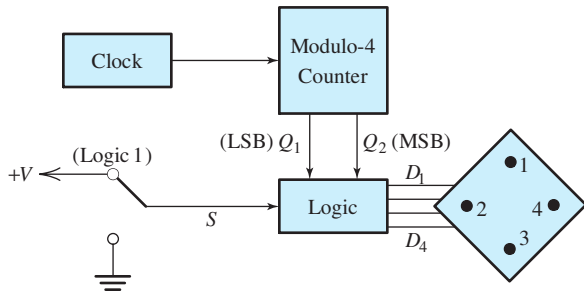 Clock
Modulo-4
Counter
(LSB) Q₁
Q₂ (MSB)
(Logic 1)
+V
S
Logic
D₁
D₄
1
2
4
3